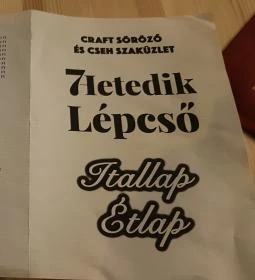 CRAFT SÖRÖZŐ
ÉS CSEH SZAKÜZLET
7Hetedik
Lépcső
Itallap
Étlap